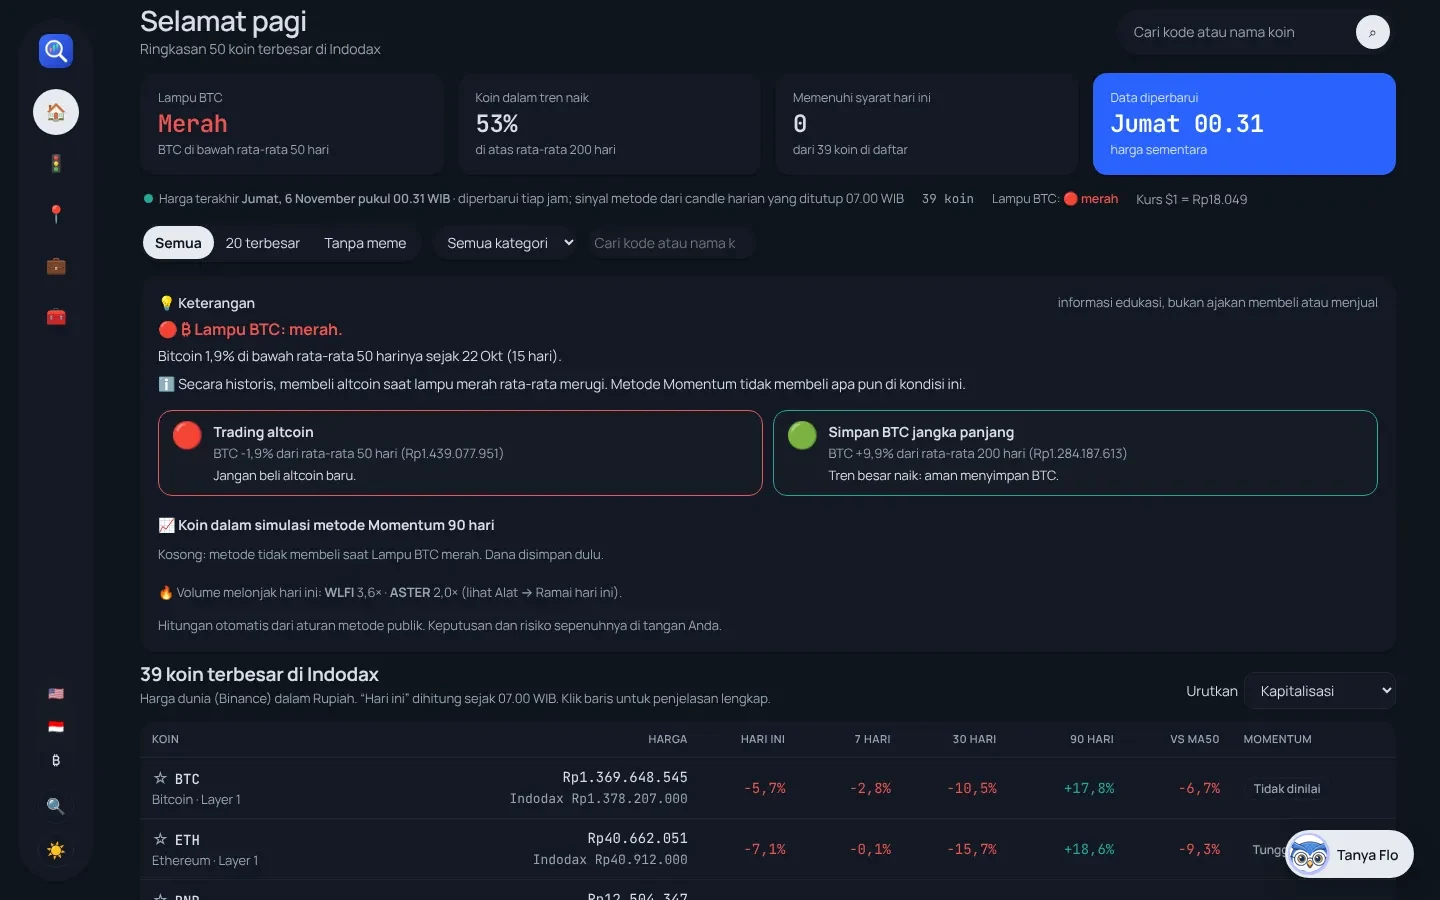 Selamat pagi
Ringkasan 50 koin terbesar di Indodax
Cari kode atau nama koin
Lampu BTC
Merah
BTC di bawah rata-rata 50 hari
Koin dalam tren naik
53%
di atas rata-rata 200 hari
Memenuhi syarat hari ini
0
dari 39 koin di daftar
Data diperbarui
Jumat 00.31
harga sementara
Harga terakhir Jumat, 6 November pukul 00.31 WIB · diperbarui tiap jam; sinyal metode dari candle harian yang ditutup 07.00 WIB 39 koin Lampu BTC: 🔴 merah Kurs $1 = Rp18.049
Semua 20 terbesar Tanpa meme Semua kategori Cari kode atau nama k
💡 Keterangan informasi edukasi, bukan ajakan membeli atau menjual
🔴 ₿ Lampu BTC: merah.
Bitcoin 1,9% di bawah rata-rata 50 harinya sejak 22 Okt (15 hari).
ℹ️ Secara historis, membeli altcoin saat lampu merah rata-rata merugi. Metode Momentum tidak membeli apa pun di kondisi ini.
Trading altcoin
BTC -1,9% dari rata-rata 50 hari (Rp1.439.077.951)
Jangan beli altcoin baru.
Simpan BTC jangka panjang
BTC +9,9% dari rata-rata 200 hari (Rp1.284.187.613)
Tren besar naik: aman menyimpan BTC.
📈 Koin dalam simulasi metode Momentum 90 hari
Kosong: metode tidak membeli saat Lampu BTC merah. Dana disimpan dulu.
🔥 Volume melonjak hari ini: WLFI 3,6× · ASTER 2,0× (lihat Alat → Ramai hari ini).
Hitungan otomatis dari aturan metode publik. Keputusan dan risiko sepenuhnya di tangan Anda.
39 koin terbesar di Indodax
Harga dunia (Binance) dalam Rupiah. “Hari ini” dihitung sejak 07.00 WIB. Klik baris untuk penjelasan lengkap.
Urutkan Kapitalisasi
KOIN HARGA HARI INI 7 HARI 30 HARI 90 HARI VS MA50 MOMENTUM
☆ BTC Rp1.369.648.545 -5,7% -2,8% -10,5% +17,8% -6,7% Tidak dinilai
Bitcoin · Layer 1 Indodax Rp1.378.207.000
☆ ETH Rp40.662.051 -7,1% -0,1% -15,7% +18,6% -9,3%
Ethereum · Layer 1 Indodax Rp40.912.000
Tanya Flo
☆ BNB Rp12.504.347
₿